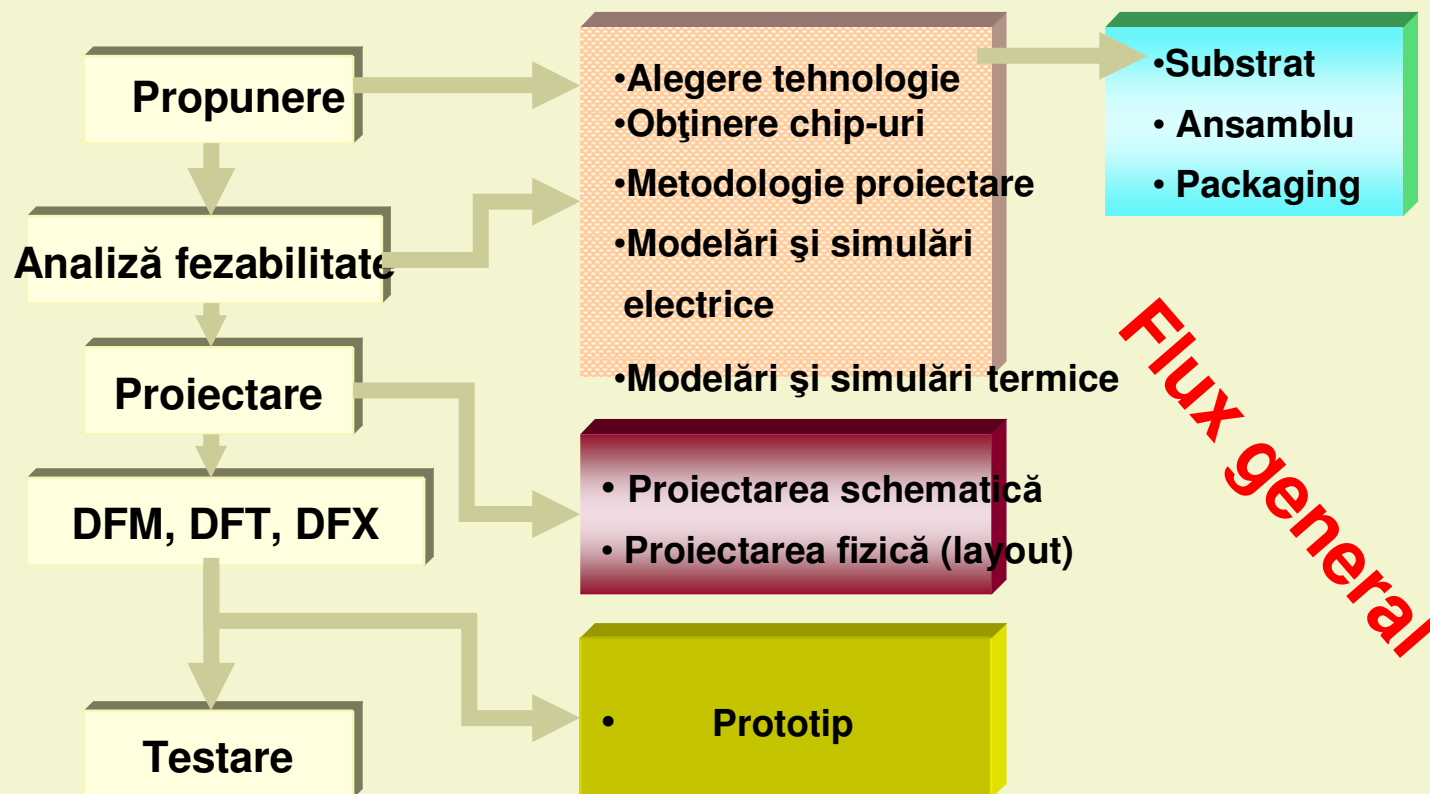 Propunere
Analiză fezabilitate
Proiectare
DFM, DFT, DFX
Testare
•Alegere tehnologie
•Obţinere chip-uri
•Metodologie proiectare
•Modelări şi simulări
electrice
•Modelări şi simulări termice
•Substrat
• Ansamblu
• Packaging
• Proiectarea schematică
• Proiectarea fizică (layout)
• Prototip
Flux general